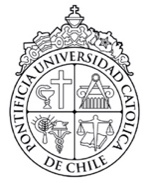 PONTIFICIA UNIVERSIDAD CATOLICA
DE CHILE